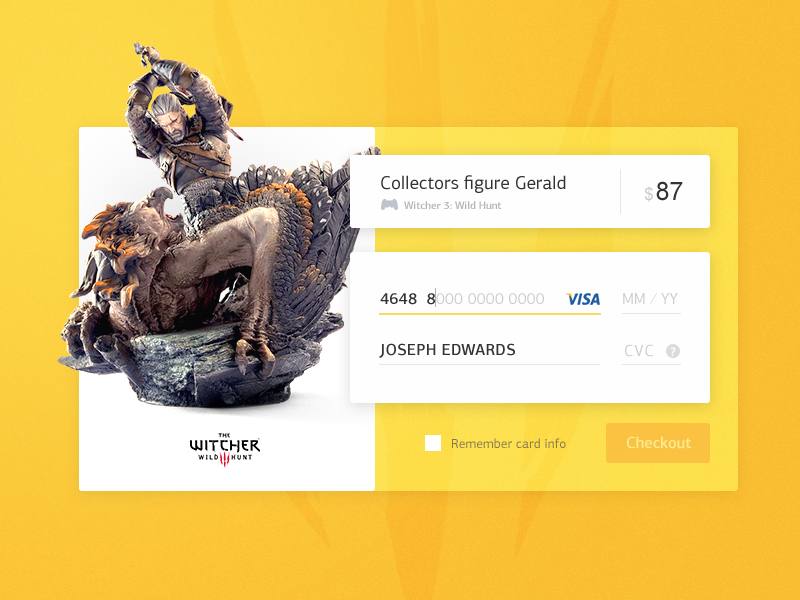 Collectors figure Gerald
Witcher 3: Wild Hunt
$87
4648 8000 0000 0000
VISA
MM / YY
JOSEPH EDWARDS
CVC ?
THE
WITCHER
WILD HUNT
Remember card info
Checkout